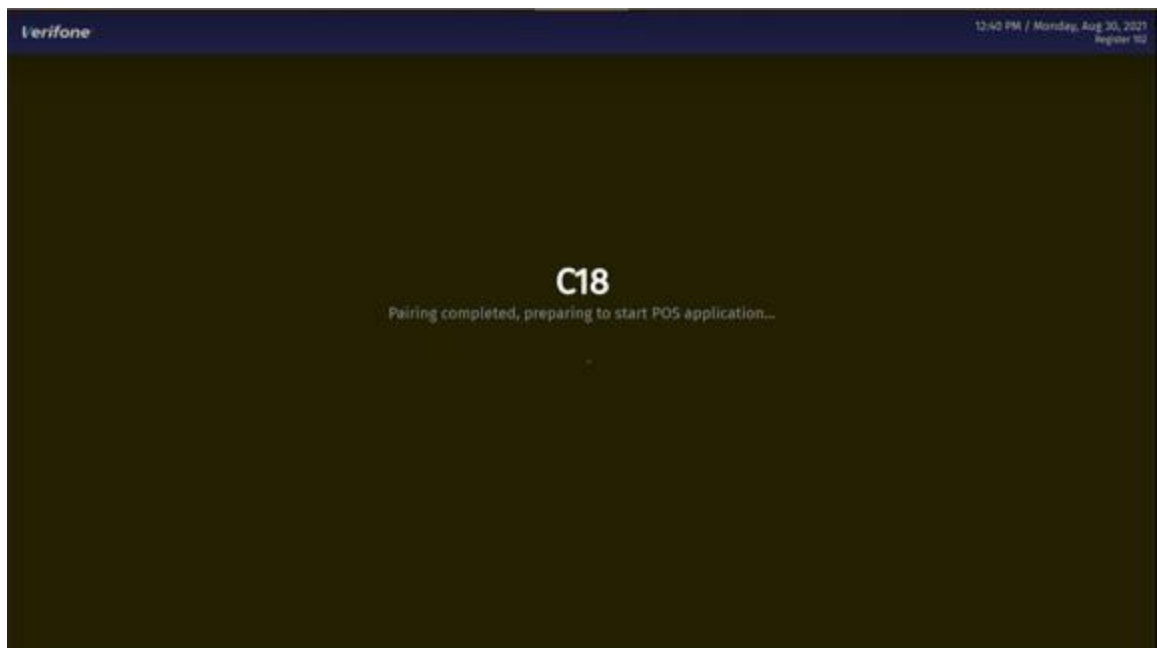 Verifone
12:40 PM / Monday, Aug 30, 2021
Register 102
C18
Pairing completed, preparing to start POS application...